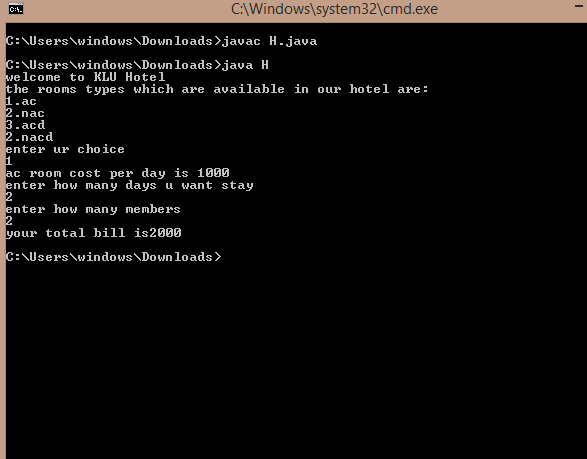 C:\Windows\system32\cmd.exe
C:\Users\windows\Downloads>javac H.java
C:\Users\windows\Downloads>java H
welcome to KLU Hotel
the rooms types which are available in our hotel are:
1.ac
2.nac
3.acd
2.nacd
enter ur choice
1
ac room cost per day is 1000
enter how many days u want stay
2
enter how many members
2
your total bill is2000
C:\Users\windows\Downloads>